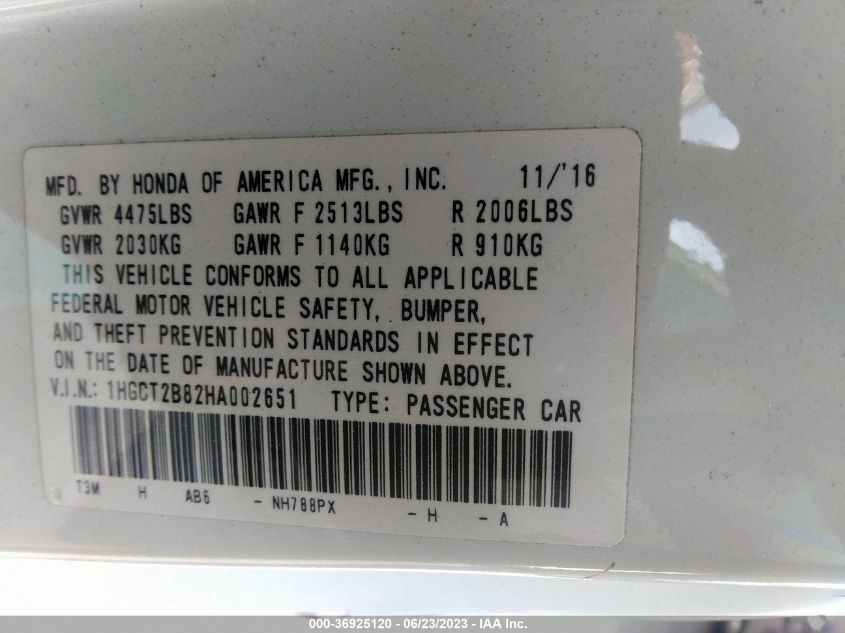 MFD. BY HONDA OF AMERICA MFG., INC. 11/'16
GVWR 4475LBS GAWR F 2513LBS R 2006LBS
GVWR 2030KG GAWR F 1140KG R 910KG
THIS VEHICLE CONFORMS TO ALL APPLICABLE
FEDERAL MOTOR VEHICLE SAFETY, BUMPER,
AND THEFT PREVENTION STANDARDS IN EFFECT
ON THE DATE OF MANUFACTURE SHOWN ABOVE.
V.I.N.: 1HGCT2B82HA002651 TYPE: PASSENGER CAR
T3M H AB6 - NH788PX - H - A
000-36925120 - 06/23/2023 - IAA Inc.